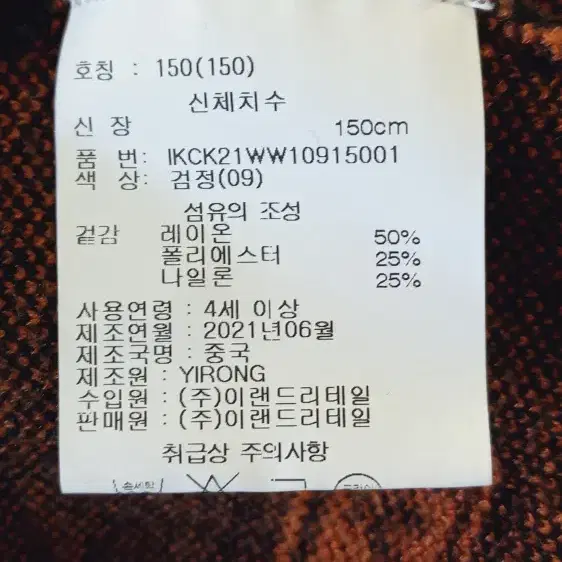 호칭 : 150(150)
신체치수
신 장 150cm
품 번: IKCK21WW10915001
색 상: 검정(09)
섬유의 조성
겉감 레이온 50%
폴리에스터 25%
나일론 25%
사용연령 : 4세 이상
제조연월 : 2021년06월
제조국명 : 중국
제조원 : YIRONG
수입원 : (주)이랜드리테일
판매원 : (주)이랜드리테일
취급상 주의사항
손세탁